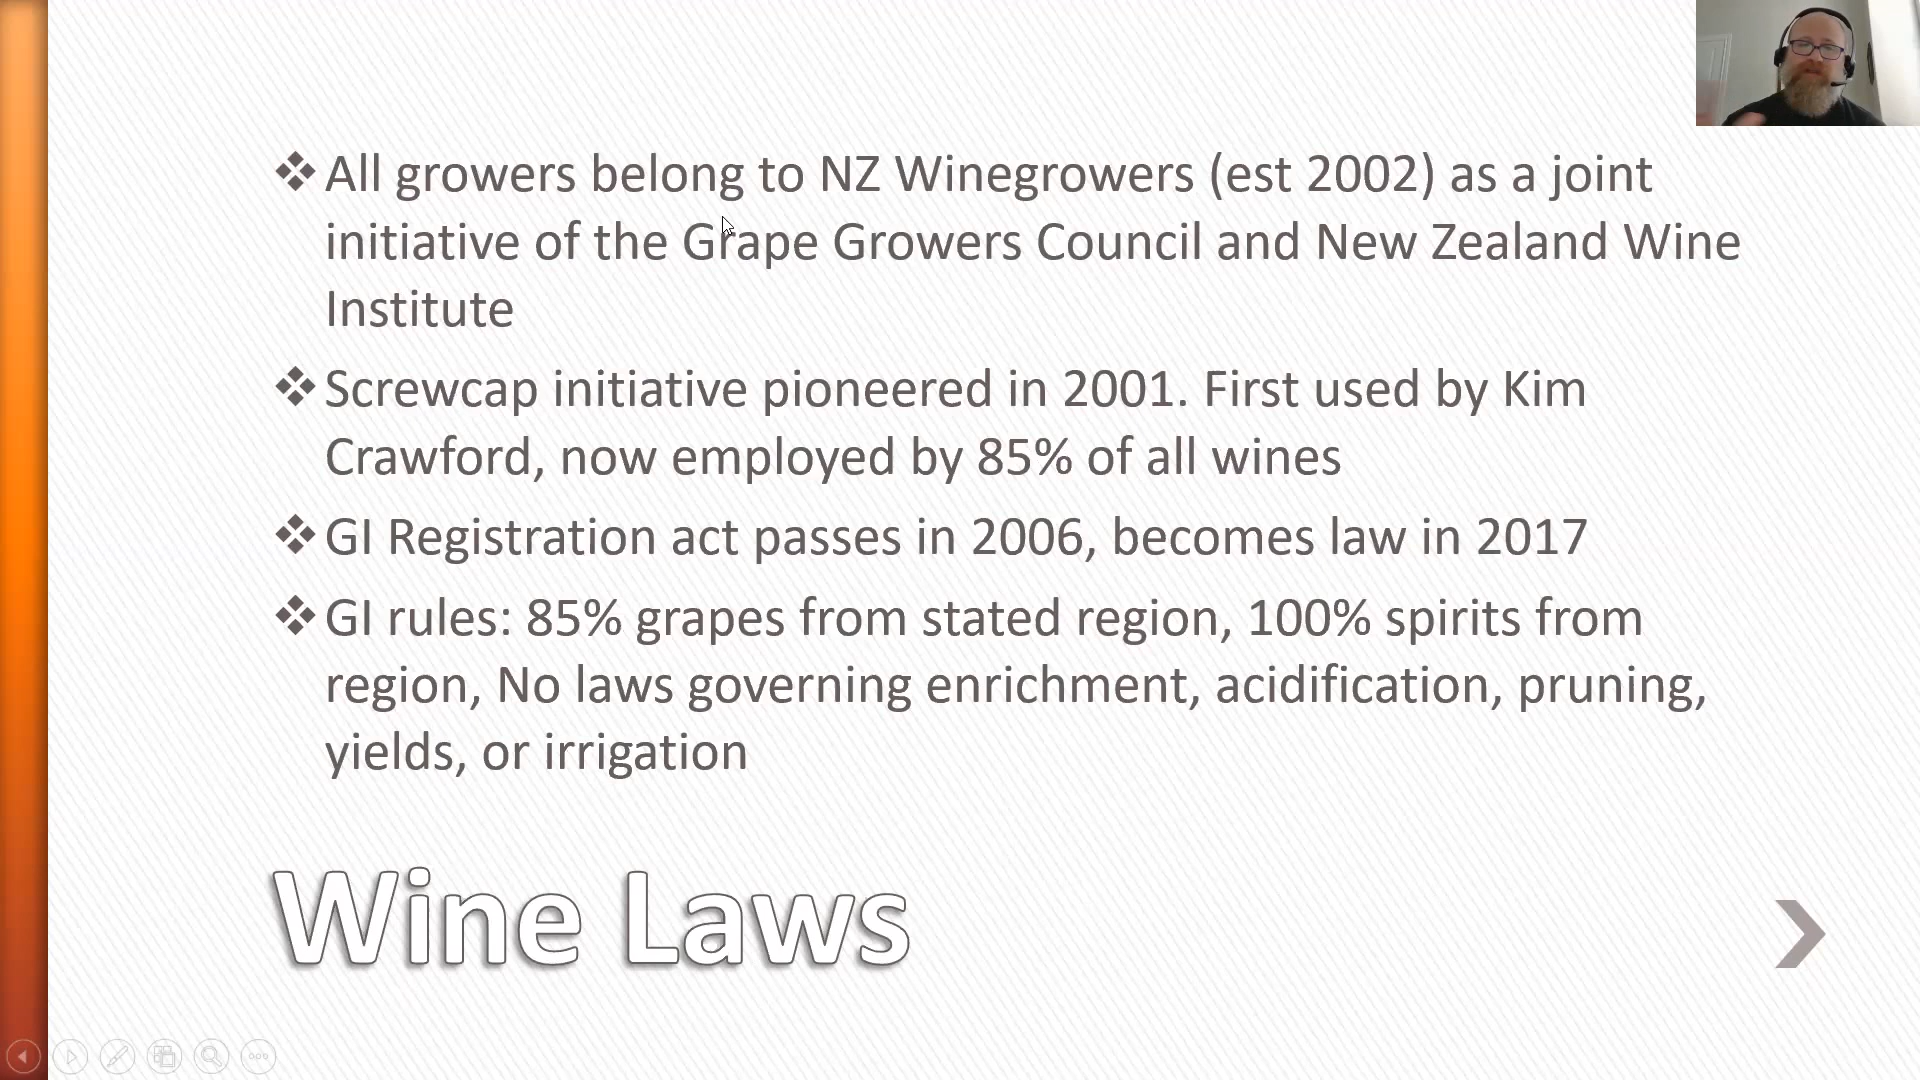 All growers belong to NZ Winegrowers (est 2002) as a joint
initiative of the Grape Growers Council and New Zealand Wine
Institute
Screwcap initiative pioneered in 2001. First used by Kim
Crawford, now employed by 85% of all wines
GI Registration act passes in 2006, becomes law in 2017
GI rules: 85% grapes from stated region, 100% spirits from
region, No laws governing enrichment, acidification, pruning,
yields, or irrigation
Wine Laws